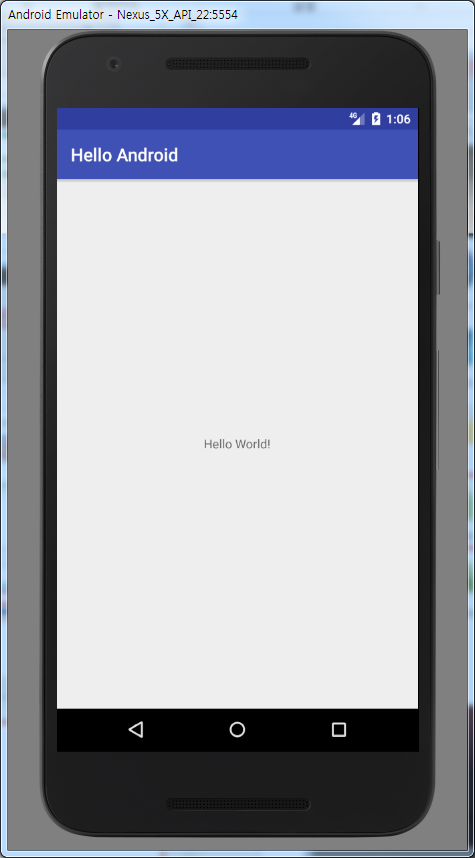 Android Emulator - Nexus_5X_API_22:5554
4G 1:06
Hello Android
Hello World!